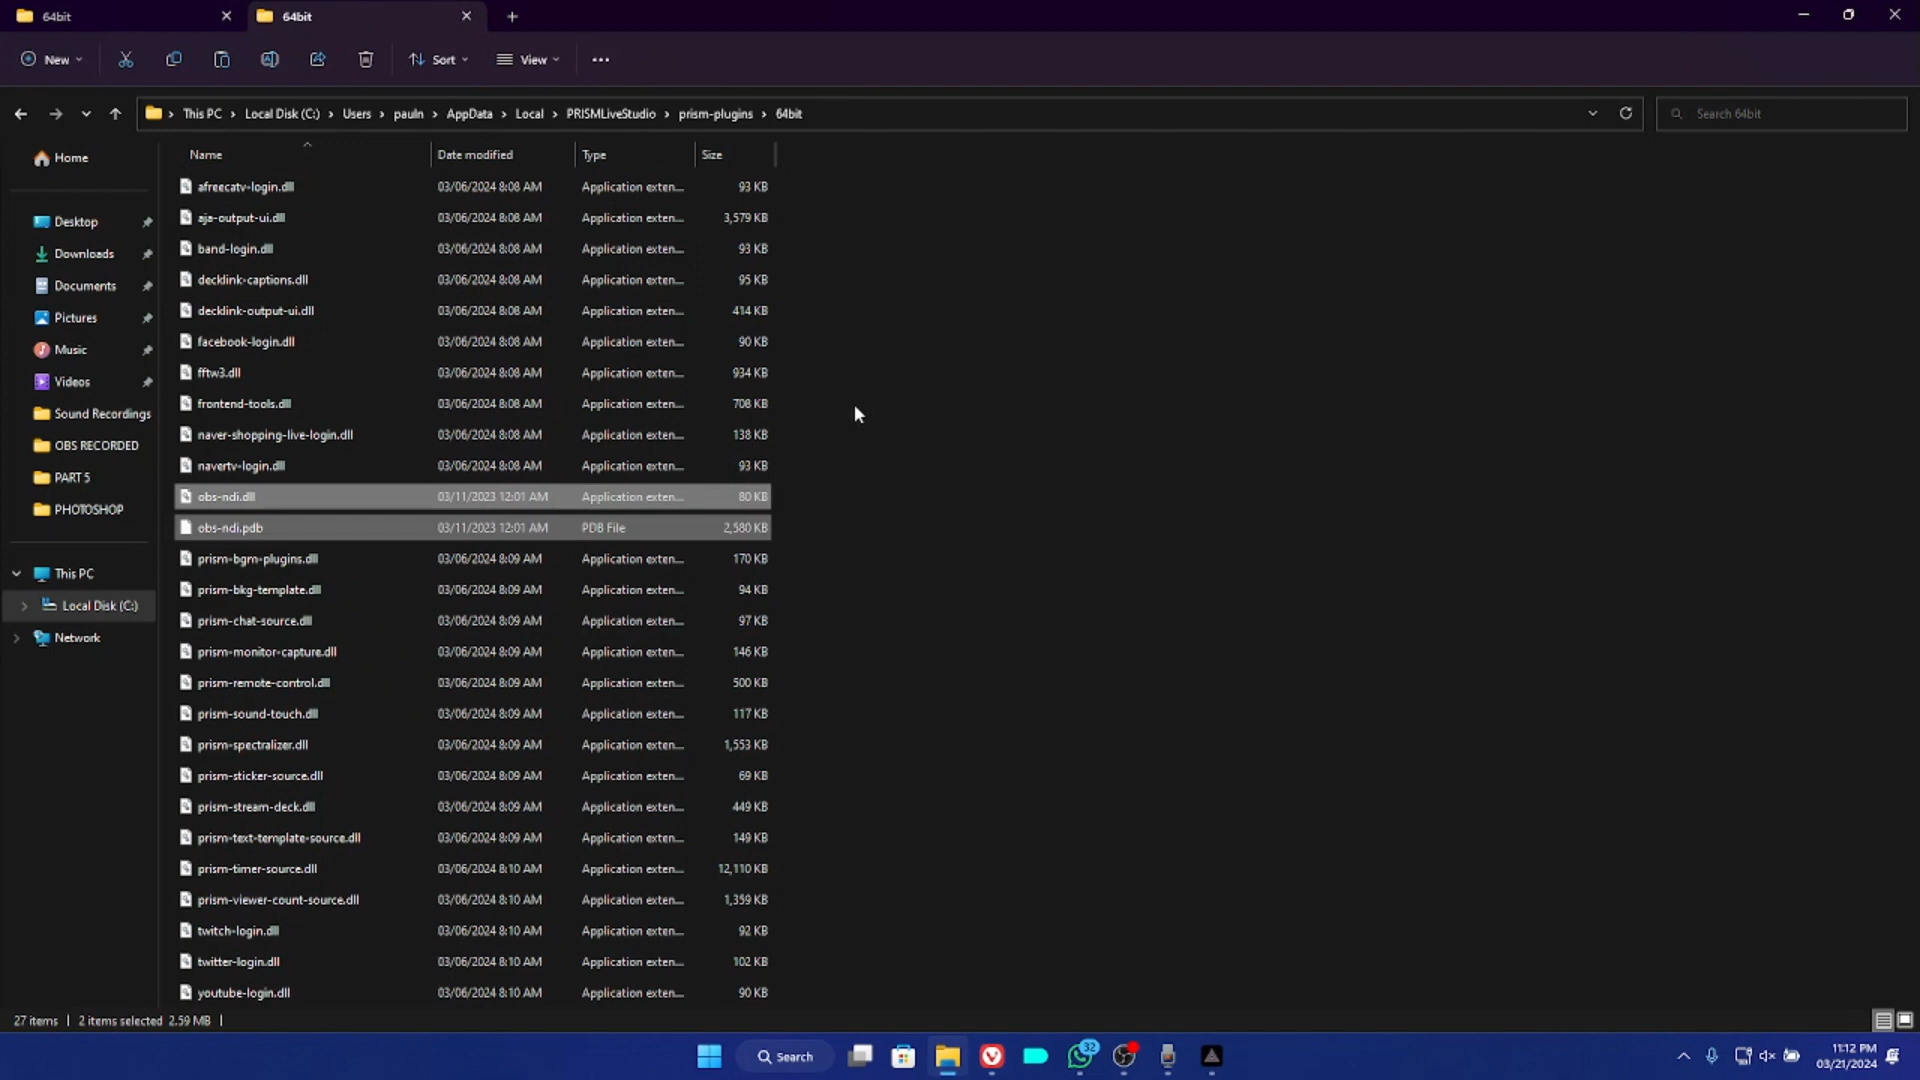 64bit
64bit
New
Sort
View
This PC > Local Disk (C:) > Users > pauln > AppData > Local > PRISMLiveStudio > prism-plugins > 64bit
Search 64bit
Home
Desktop
Downloads
Documents
Pictures
Music
Videos
Sound Recordings
OBS RECORDED
PART 5
PHOTOSHOP
This PC
Local Disk (C:)
Network
Name Date modified Type Size
afreecatv-login.dll 03/06/2024 8:08 AM Application exten... 93 KB
aja-output-ui.dll 03/06/2024 8:08 AM Application exten... 3,579 KB
band-login.dll 03/06/2024 8:08 AM Application exten... 93 KB
decklink-captions.dll 03/06/2024 8:08 AM Application exten... 95 KB
decklink-output-ui.dll 03/06/2024 8:08 AM Application exten... 414 KB
facebook-login.dll 03/06/2024 8:08 AM Application exten... 90 KB
fftw3.dll 03/06/2024 8:08 AM Application exten... 934 KB
frontend-tools.dll 03/06/2024 8:08 AM Application exten... 708 KB
naver-shopping-live-login.dll 03/06/2024 8:08 AM Application exten... 138 KB
navertv-login.dll 03/06/2024 8:08 AM Application exten... 93 KB
obs-ndi.dll 03/11/2023 12:01 AM Application exten... 80 KB
obs-ndi.pdb 03/11/2023 12:01 AM PDB File 2,580 KB
prism-bgm-plugins.dll 03/06/2024 8:09 AM Application exten... 170 KB
prism-bkg-template.dll 03/06/2024 8:09 AM Application exten... 94 KB
prism-chat-source.dll 03/06/2024 8:09 AM Application exten... 97 KB
prism-monitor-capture.dll 03/06/2024 8:09 AM Application exten... 146 KB
prism-remote-control.dll 03/06/2024 8:09 AM Application exten... 500 KB
prism-sound-touch.dll 03/06/2024 8:09 AM Application exten... 117 KB
prism-spectralizer.dll 03/06/2024 8:09 AM Application exten... 1,553 KB
prism-sticker-source.dll 03/06/2024 8:09 AM Application exten... 69 KB
prism-stream-deck.dll 03/06/2024 8:09 AM Application exten... 449 KB
prism-text-template-source.dll 03/06/2024 8:09 AM Application exten... 149 KB
prism-timer-source.dll 03/06/2024 8:10 AM Application exten... 12,110 KB
prism-viewer-count-source.dll 03/06/2024 8:10 AM Application exten... 1,359 KB
twitch-login.dll 03/06/2024 8:10 AM Application exten... 92 KB
twitter-login.dll 03/06/2024 8:10 AM Application exten... 102 KB
youtube-login.dll 03/06/2024 8:10 AM Application exten... 90 KB
27 items | 2 items selected 2.59 MB |
Search
32
11:12 PM
03/21/2024